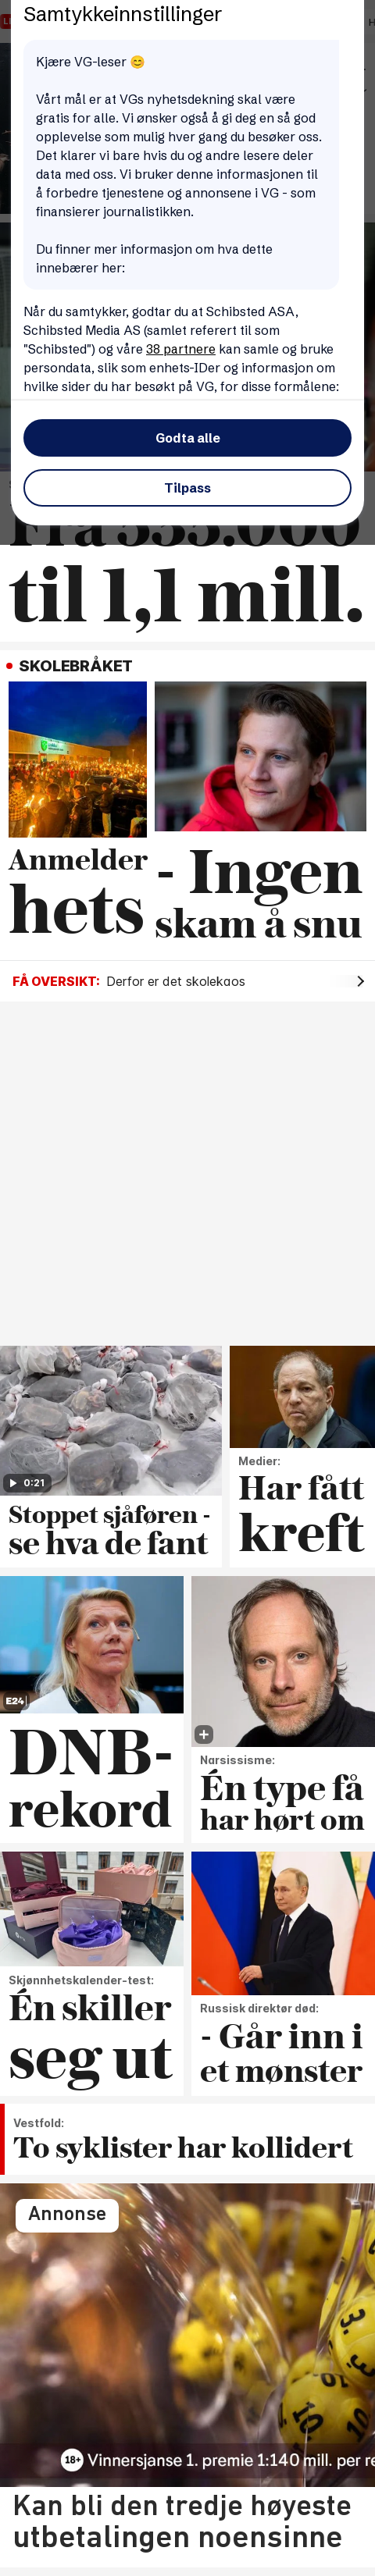 Samtykkeinnstillinger
Kjære VG-leser 😊
Vårt mål er at VGs nyhetsdekning skal være
gratis for alle. Vi ønsker også å gi deg en så god
opplevelse som mulig hver gang du besøker oss.
Det klarer vi bare hvis du og andre lesere deler
data med oss. Vi bruker denne informasjonen til
å forbedre tjenestene og annonsene i VG - som
finansierer journalistikken.
Du finner mer informasjon om hva dette
innebærer her:
Når du samtykker, godtar du at Schibsted ASA,
Schibsted Media AS (samlet referert til som
"Schibsted") og våre 38 partnere kan samle og bruke
persondata, slik som enhets-IDer og informasjon om
hvilke sider du har besøkt på VG, for disse formålene:
Godta alle
Tilpass
Fra 535.000
til 1,1 mill.
SKOLEBRÅKET
Anmelder
hets
- Ingen
skam å snu
FÅ OVERSIKT: Derfor er det skolekaos
0:21
Stoppet sjåføren -
se hva de fant
Medier:
Har fått
kreft
E24
DNB-
rekord
Narsissisme:
Én type få
har hørt om
Skjønnhetskalender-test:
Én skiller
seg ut
Russisk direktør død:
- Går inn i
et mønster
Vestfold:
To syklister har kollidert
Annonse
18+ Vinnersjanse 1. premie 1:140 mill. per re
Kan bli den tredje høyeste
utbetalingen noensinne